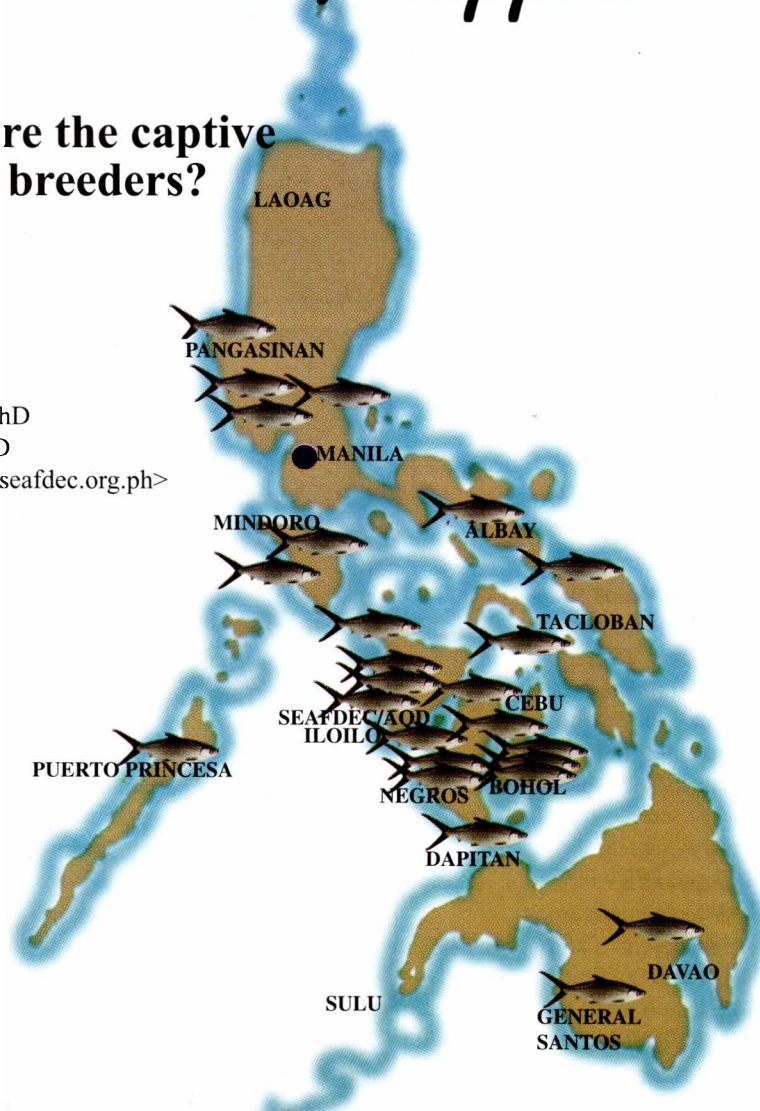 re the captive
breeders?
LAOAG
PANGASINAN
hD
MANILA
seafdec.org.ph>
MINDORO
ALBAY
TACLOBAN
CEBU
SEAFDEC/AQD
ILOILO
PUERTO PRINCESA
NEGROS
BOHOL
DAPITAN
DAVAO
SULU
GENERAL
SANTOS